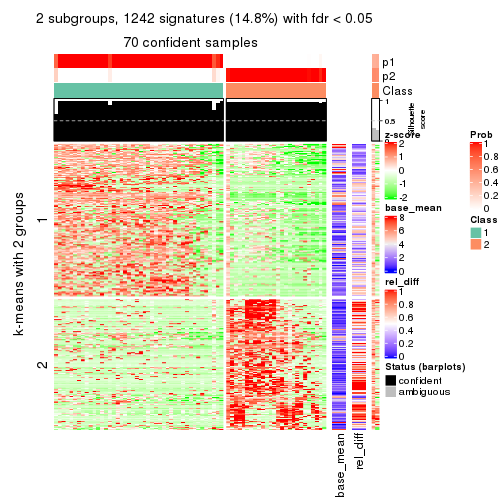 2 subgroups, 1242 signatures (14.8%) with fdr < 0.05
70 confident samples
p1
p2
Class
1
0.5
0
Silhouette
score
k-means with 2 groups
1
2
base_mean
rel_diff
z-score
2
1
0
-1
-2
base_mean
8
6
4
2
0
rel_diff
1
0.8
0.6
0.4
0.2
0
Status (barplots)
confident
ambiguous
Prob
1
0.8
0.6
0.4
0.2
0
Class
1
2